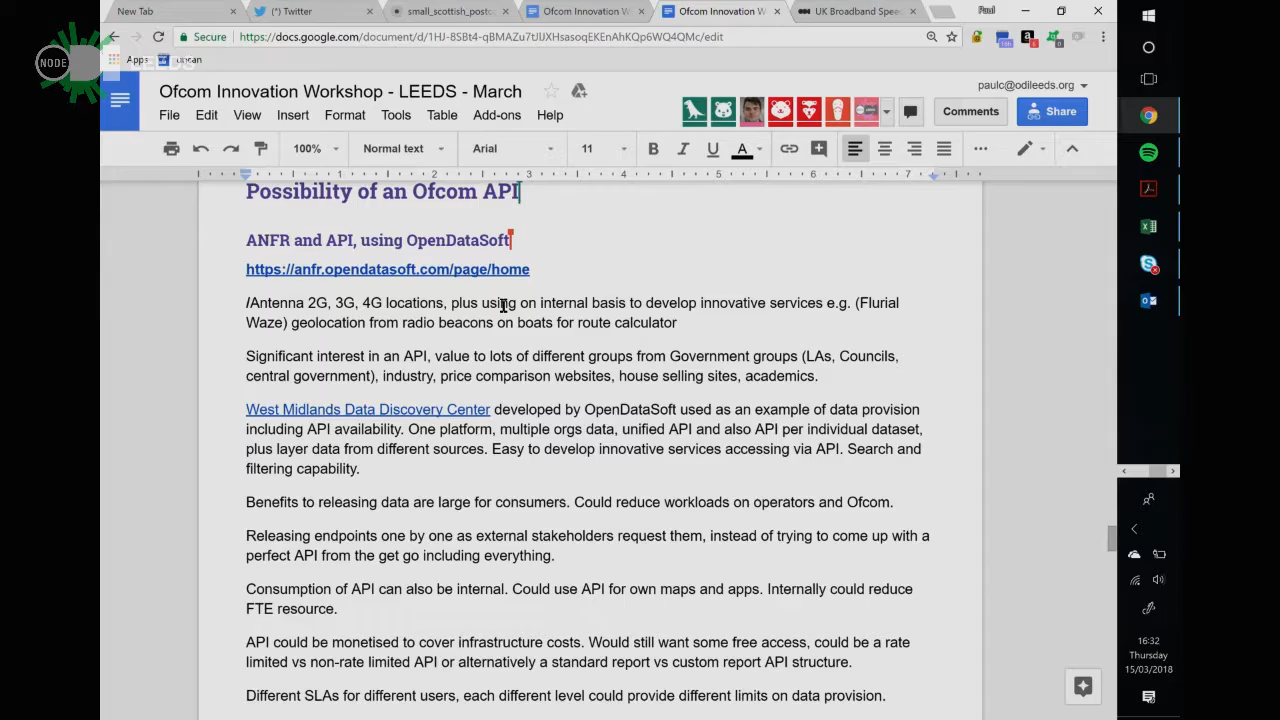 New Tab
(*) Twitter
small_scottish_postco
Ofcom Innovation W
Ofcom Innovation W
UK Broadband Spee
Paul
Secure
https://docs.google.com/document/d/1HJ-8SBt4-qBMAZu7tUXHsasoqEKEnAhKQp6WQ4QMc/edit
Apps
NODE
LEEDS
Ofcom Innovation Workshop - LEEDS - March
paulc@odileeds.org
File Edit View Insert Format Tools Table Add-ons Help
Comments
Share
100% Normal text Arial 11 B I U A
1 2 3 4 5 6 7
Possibility of an Ofcom API
ANFR and API, using OpenDataSoft
https://anfr.opendatasoft.com/page/home
/Antenna 2G, 3G, 4G locations, plus using on internal basis to develop innovative services e.g. (Flurial
Waze) geolocation from radio beacons on boats for route calculator
Significant interest in an API, value to lots of different groups from Government groups (LAs, Councils,
central government), industry, price comparison websites, house selling sites, academics.
West Midlands Data Discovery Center developed by OpenDataSoft used as an example of data provision
including API availability. One platform, multiple orgs data, unified API and also API per individual dataset,
plus layer data from different sources. Easy to develop innovative services accessing via API. Search and
filtering capability.
Benefits to releasing data are large for consumers. Could reduce workloads on operators and Ofcom.
Releasing endpoints one by one as external stakeholders request them, instead of trying to come up with a
perfect API from the get go including everything.
Consumption of API can also be internal. Could use API for own maps and apps. Internally could reduce
FTE resource.
API could be monetised to cover infrastructure costs. Would still want some free access, could be a rate
limited vs non-rate limited API or alternatively a standard report vs custom report API structure.
Different SLAs for different users, each different level could provide different limits on data provision.
16:32
Thursday
15/03/2018